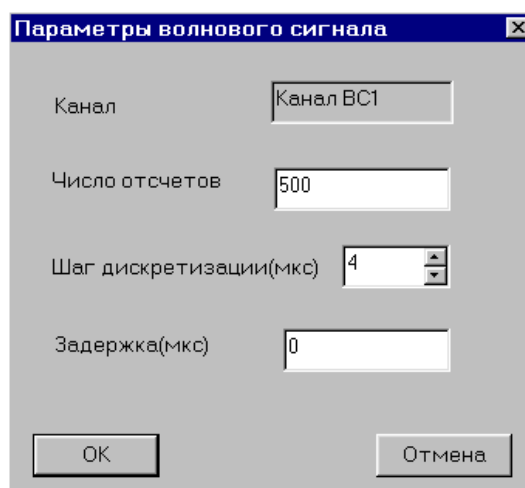 Параметры волнового сигнала
Канал
Канал ВС1
Число отсчетов
500
Шаг дискретизации(мкс)
4
Задержка(мкс)
0
OK
Отмена